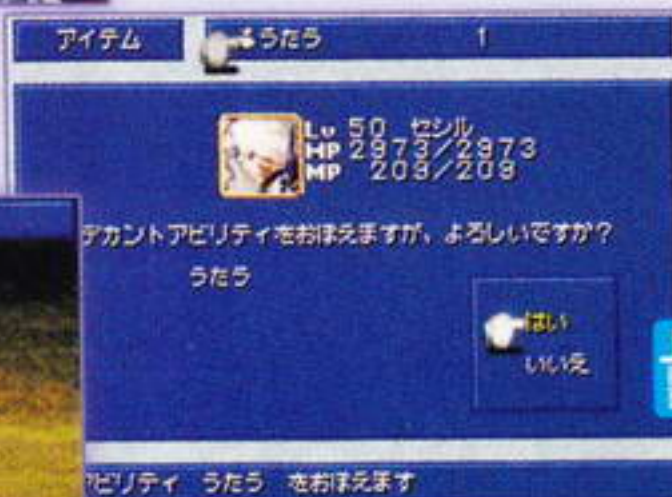 アイテム うたう 1
Lv 50 セシル
HP 2973/2973
MP 209/209
デカントアビリティをおぼえますが、よろしいですか？
うたう
はい
いいえ
ビリティ うたう をおぼえます